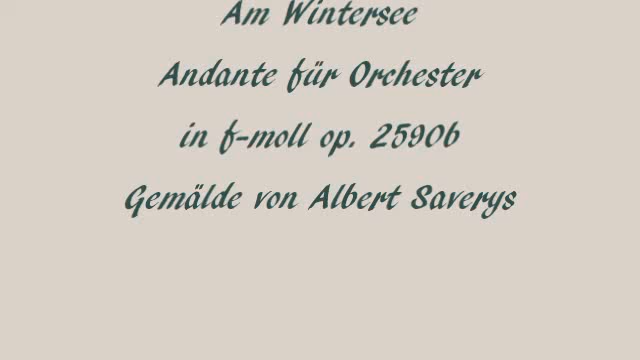 Am Wintersee
Andante für Orchester
in f-moll op. 2590b
Gemälde von Albert Saverys